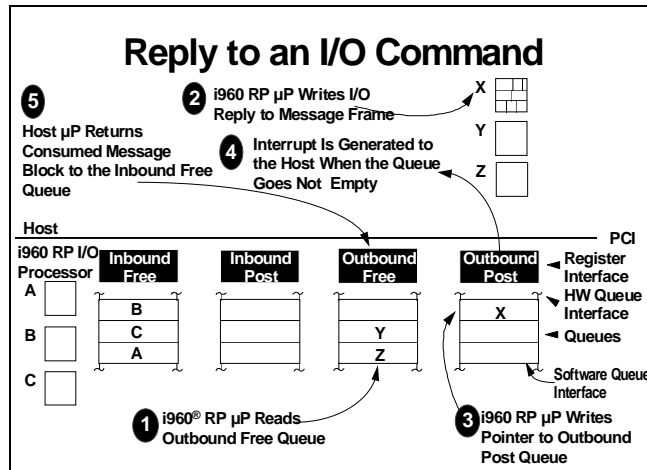 Reply to an I/O Command
5
Host µP Returns
Consumed Message
Block to the Inbound Free
Queue
2 i960 RP µP Writes I/O
Reply to Message Frame
4 Interrupt Is Generated to
the Host When the Queue
Goes Not Empty
X
Y
Z
Host
PCI
i960 RP I/O
Processor
A
B
C
Inbound
Free
Inbound
Post
Outbound
Free
Outbound
Post
Register
Interface
HW Queue
Interface
Queues
Software Queue
Interface
B
C
A
Y
Z
X
1 i960® RP µP Reads
Outbound Free Queue
3 i960 RP µP Writes
Pointer to Outbound
Post Queue